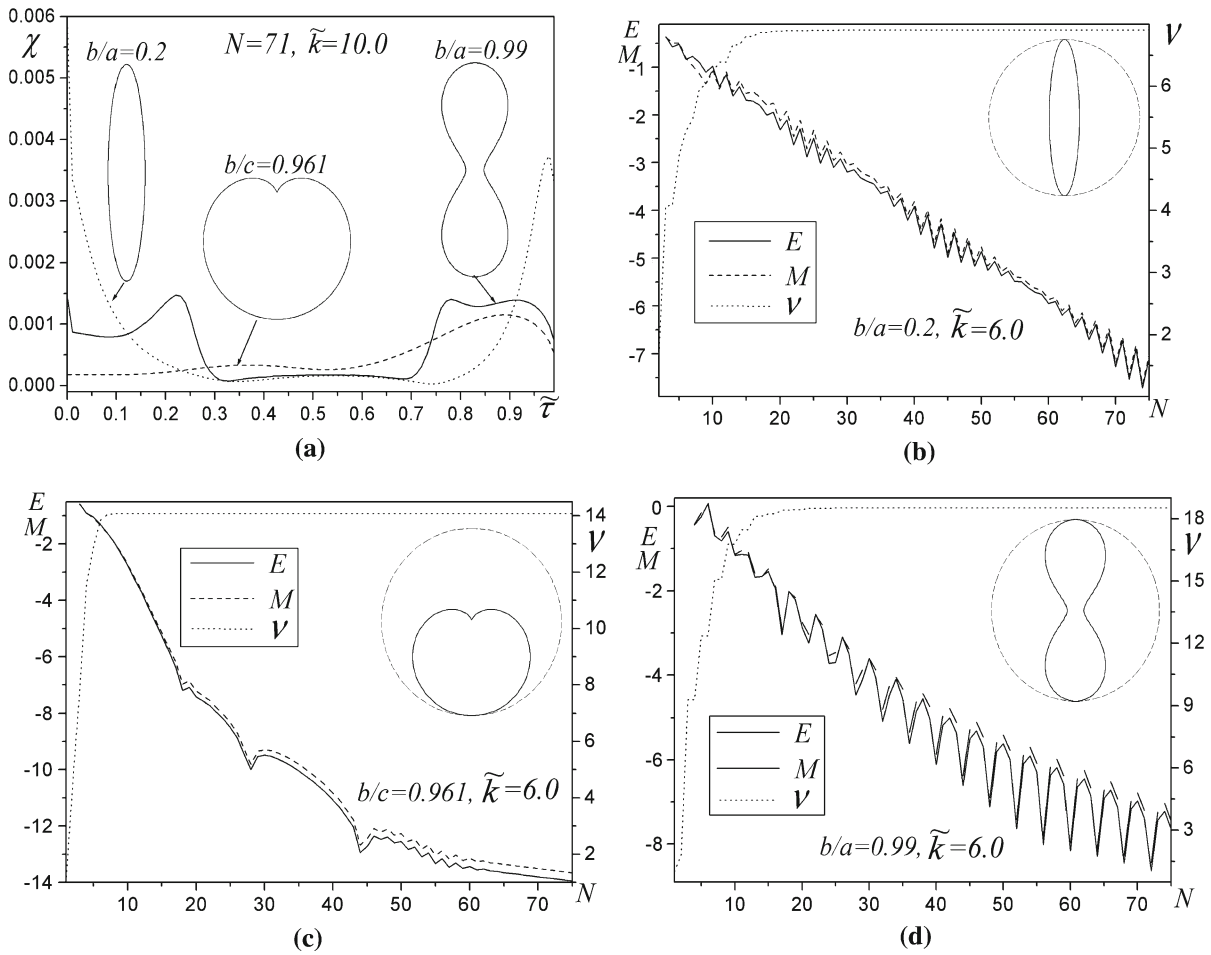 χ
0.006
0.005
0.004
0.003
0.002
0.001
0.000
b/a=0.2
N=71, k̃=10.0
b/a=0.99
b/c=0.961
0.0 0.1 0.2 0.3 0.4 0.5 0.6 0.7 0.8 0.9 τ̃
(a)
E
M
ν
-1
-2
-3
-4
-5
-6
-7
6
5
4
3
2
E
M
ν
b/a=0.2, k̃=6.0
10 20 30 40 50 60 70 N
(b)
E
M
ν
-2
-4
-6
-8
-10
-12
-14
14
12
10
8
6
4
2
E
M
ν
b/c=0.961, k̃=6.0
10 20 30 40 50 60 70 N
(c)
E
M
ν
0
-2
-4
-6
-8
18
15
12
9
6
3
E
M
ν
b/a=0.99, k̃=6.0
10 20 30 40 50 60 70 N
(d)